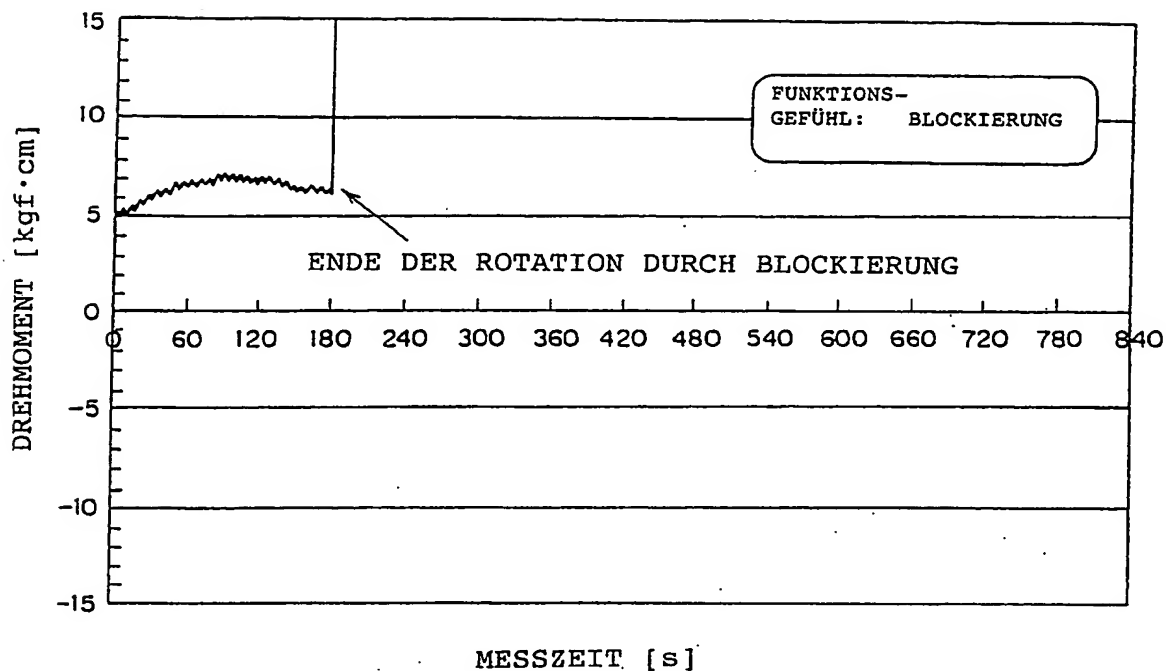 15
10
5
0
-5
-10
-15
DREHMOMENT [kgf·cm]
FUNKTIONS-
GEFÜHL: BLOCKIERUNG
ENDE DER ROTATION DURCH BLOCKIERUNG
0 60 120 180 240 300 360 420 480 540 600 660 720 780 840
MESSZEIT [s]